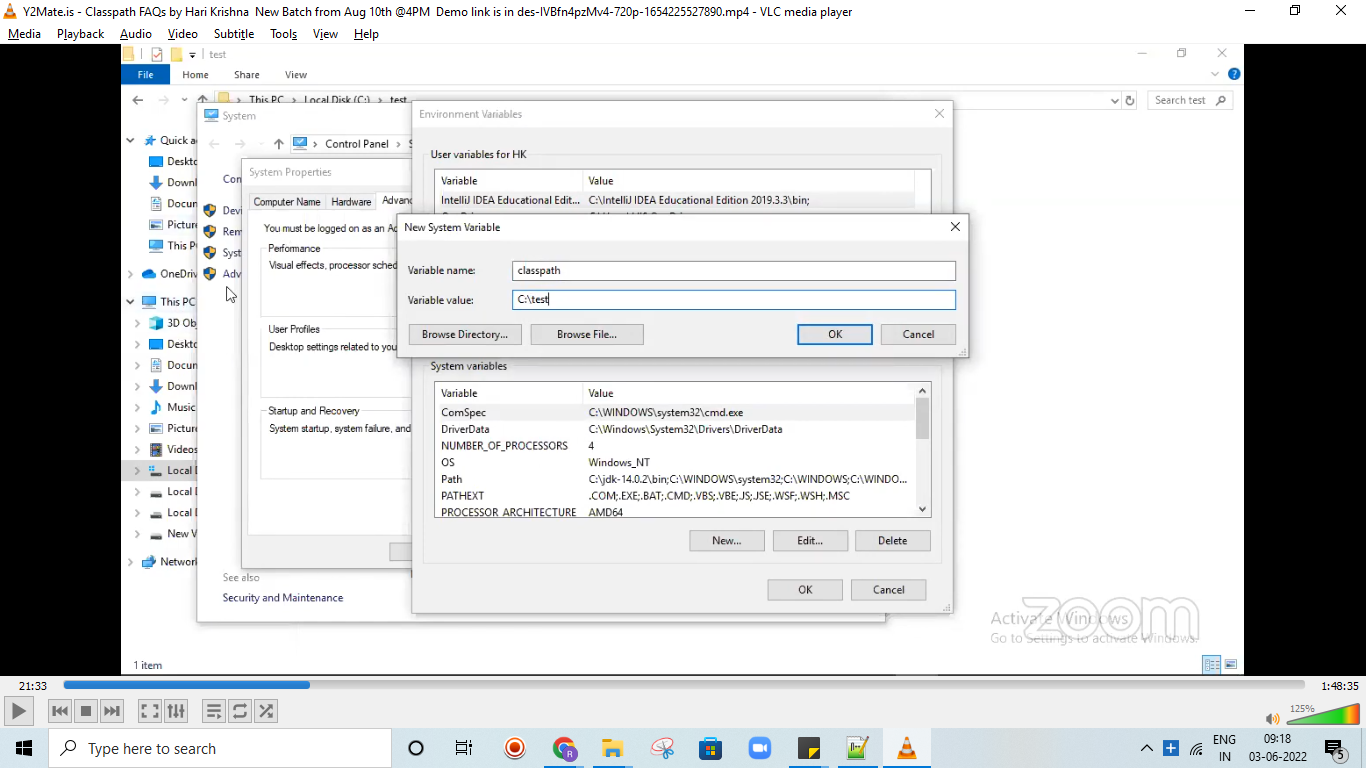 Y2Mate.is - Classpath FAQs by Hari Krishna  New Batch from Aug 10th @4PM  Demo link is in des-IVBfn4pzMv4-720p-1654225527890.mp4 - VLC media player
Media Playback Audio Video Subtitle Tools View Help
test
File Home Share View
This PC > Local Disk (C:) > test
Search test
System
Environment Variables
Control Panel
User variables for HK
System Properties
Variable Value
IntelliJ IDEA Educational Edit... C:\IntelliJ IDEA Educational Edition 2019.3.3\bin;
Computer Name Hardware Advanc
New System Variable
You must be logged on as an Ac
Performance
Visual effects, processor sched
Variable name: classpath
Variable value: C:\test
Browse Directory... Browse File... OK Cancel
User Profiles
Desktop settings related to you
Startup and Recovery
System startup, system failure, and
System variables
Variable Value
ComSpec C:\WINDOWS\system32\cmd.exe
DriverData C:\Windows\System32\Drivers\DriverData
NUMBER_OF_PROCESSORS 4
OS Windows_NT
Path C:\jdk-14.0.2\bin;C:\WINDOWS\system32;C:\WINDOWS;C:\WINDO...
PATHEXT .COM;.EXE;.BAT;.CMD;.VBS;.VBE;.JS;.JSE;.WSF;.WSH;.MSC
PROCESSOR_ARCHITECTURE AMD64
New... Edit... Delete
OK Cancel
Quick a
Deskto
Downl
Docun
Picture
This P
OneDriv
This PC
3D Obj
Deskto
Docun
Downl
Music
Picture
Videos
Local D
Local D
Local D
New V
Network
Con
Devi
Rem
Syst
Adv
See also
Security and Maintenance
zoom
Activate Windows
Go to Settings to activate Windows.
1 item
21:33 1:48:35
125%
Type here to search
ENG
IN
09:18
03-06-2022
5